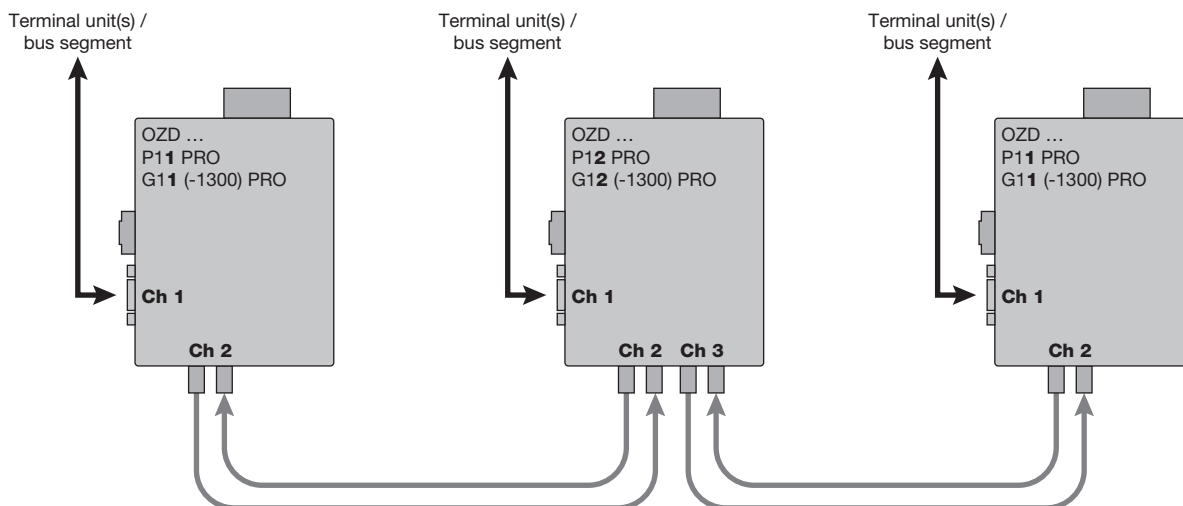 Terminal unit(s) /
bus segment
Terminal unit(s) /
bus segment
Terminal unit(s) /
bus segment
OZD ...
P11 PRO
G11 (-1300) PRO
Ch 1
Ch 2
OZD ...
P12 PRO
G12 (-1300) PRO
Ch 1
Ch 2 Ch 3
OZD ...
P11 PRO
G11 (-1300) PRO
Ch 1
Ch 2